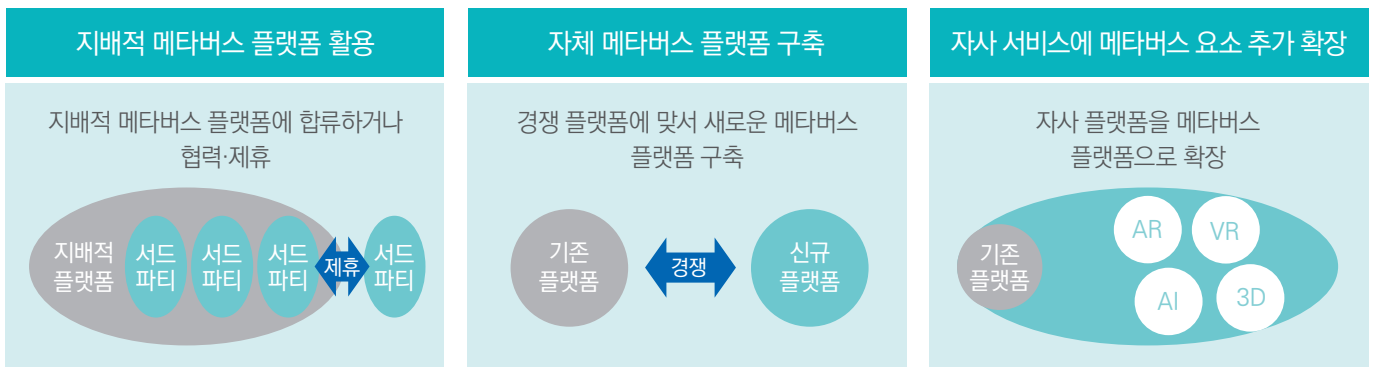 지배적 메타버스 플랫폼 활용
지배적 메타버스 플랫폼에 합류하거나
협력·제휴
지배적
플랫폼
서드
파티
서드
파티
서드
파티
제휴
서드
파티
자체 메타버스 플랫폼 구축
경쟁 플랫폼에 맞서 새로운 메타버스
플랫폼 구축
기존
플랫폼
경쟁
신규
플랫폼
자사 서비스에 메타버스 요소 추가 확장
자사 플랫폼을 메타버스
플랫폼으로 확장
기존
플랫폼
AR
VR
AI
3D